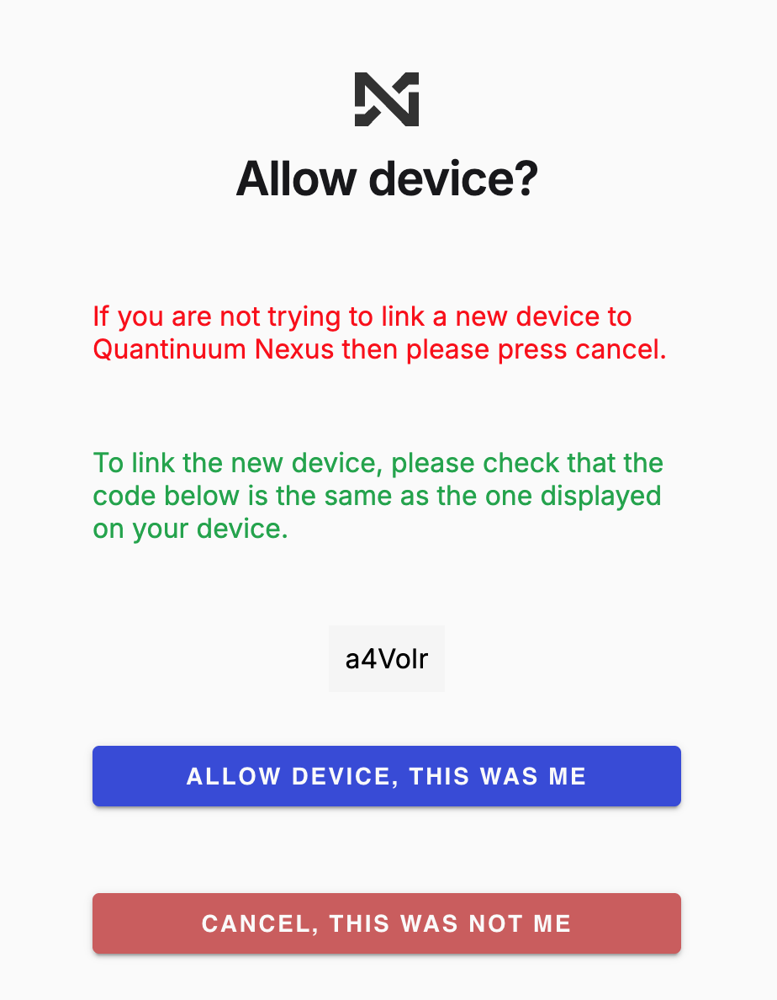 Allow device?
If you are not trying to link a new device to
Quantinuum Nexus then please press cancel.
To link the new device, please check that the
code below is the same as the one displayed
on your device.
a4VoIr
ALLOW DEVICE, THIS WAS ME
CANCEL, THIS WAS NOT ME